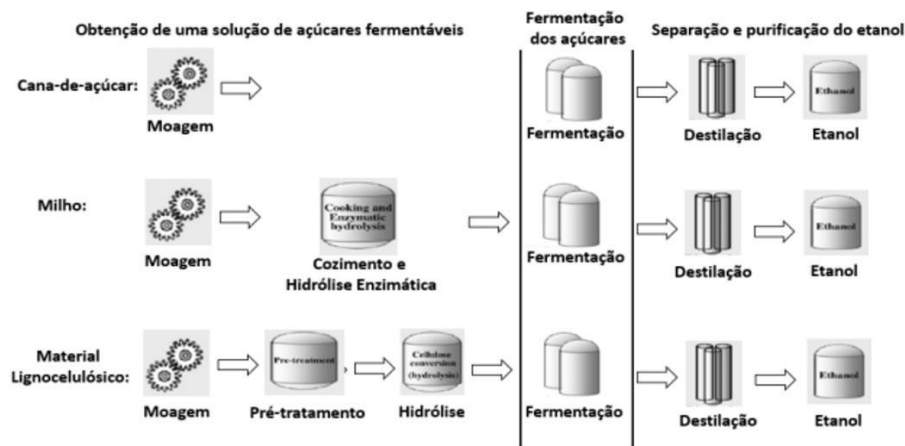 Obtenção de uma solução de açúcares fermentáveis
Fermentação
dos açúcares
Separação e purificação do etanol
Cana-de-açúcar:
Moagem
Fermentação
Destilação
Ethanol
Etanol
Milho:
Moagem
Cooking and
Enzymatic
hydrolysis
Cozimento e
Hidrólise Enzimática
Fermentação
Destilação
Ethanol
Etanol
Material
Lignocelulósico:
Moagem
Pre-treatment
Pré-tratamento
Cellulose
conversion
(hydrolysis)
Hidrólise
Fermentação
Destilação
Ethanol
Etanol